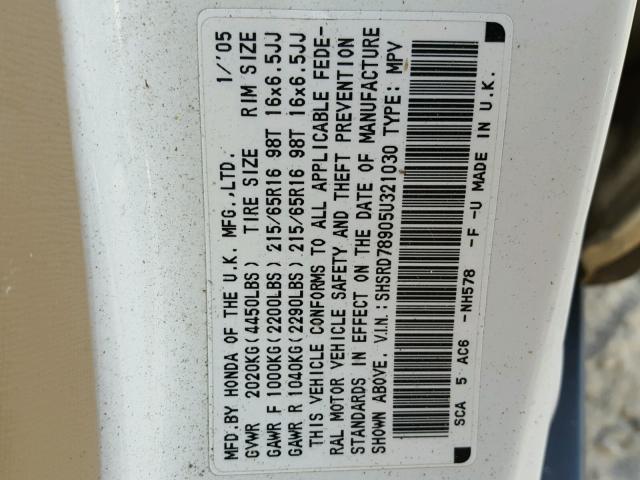 MFD.BY HONDA OF THE U.K. MFG.,LTD. 1/'05
GVWR 2020KG(4450LBS) TIRE SIZE RIM SIZE
GAWR F 1000KG(2200LBS) 215/65R16 98T 16x6.5JJ
GAWR R 1040KG(2290LBS) 215/65R16 98T 16x6.5JJ
THIS VEHICLE CONFORMS TO ALL APPLICABLE FEDE-
RAL MOTOR VEHICLE SAFETY AND THEFT PREVENTION
STANDARDS IN EFFECT ON THE DATE OF MANUFACTURE
SHOWN ABOVE. V.I.N.:SHSRD78905U321030 TYPE: MPV
SCA 5 AC6 -NH578 -F -U MADE IN U.K.